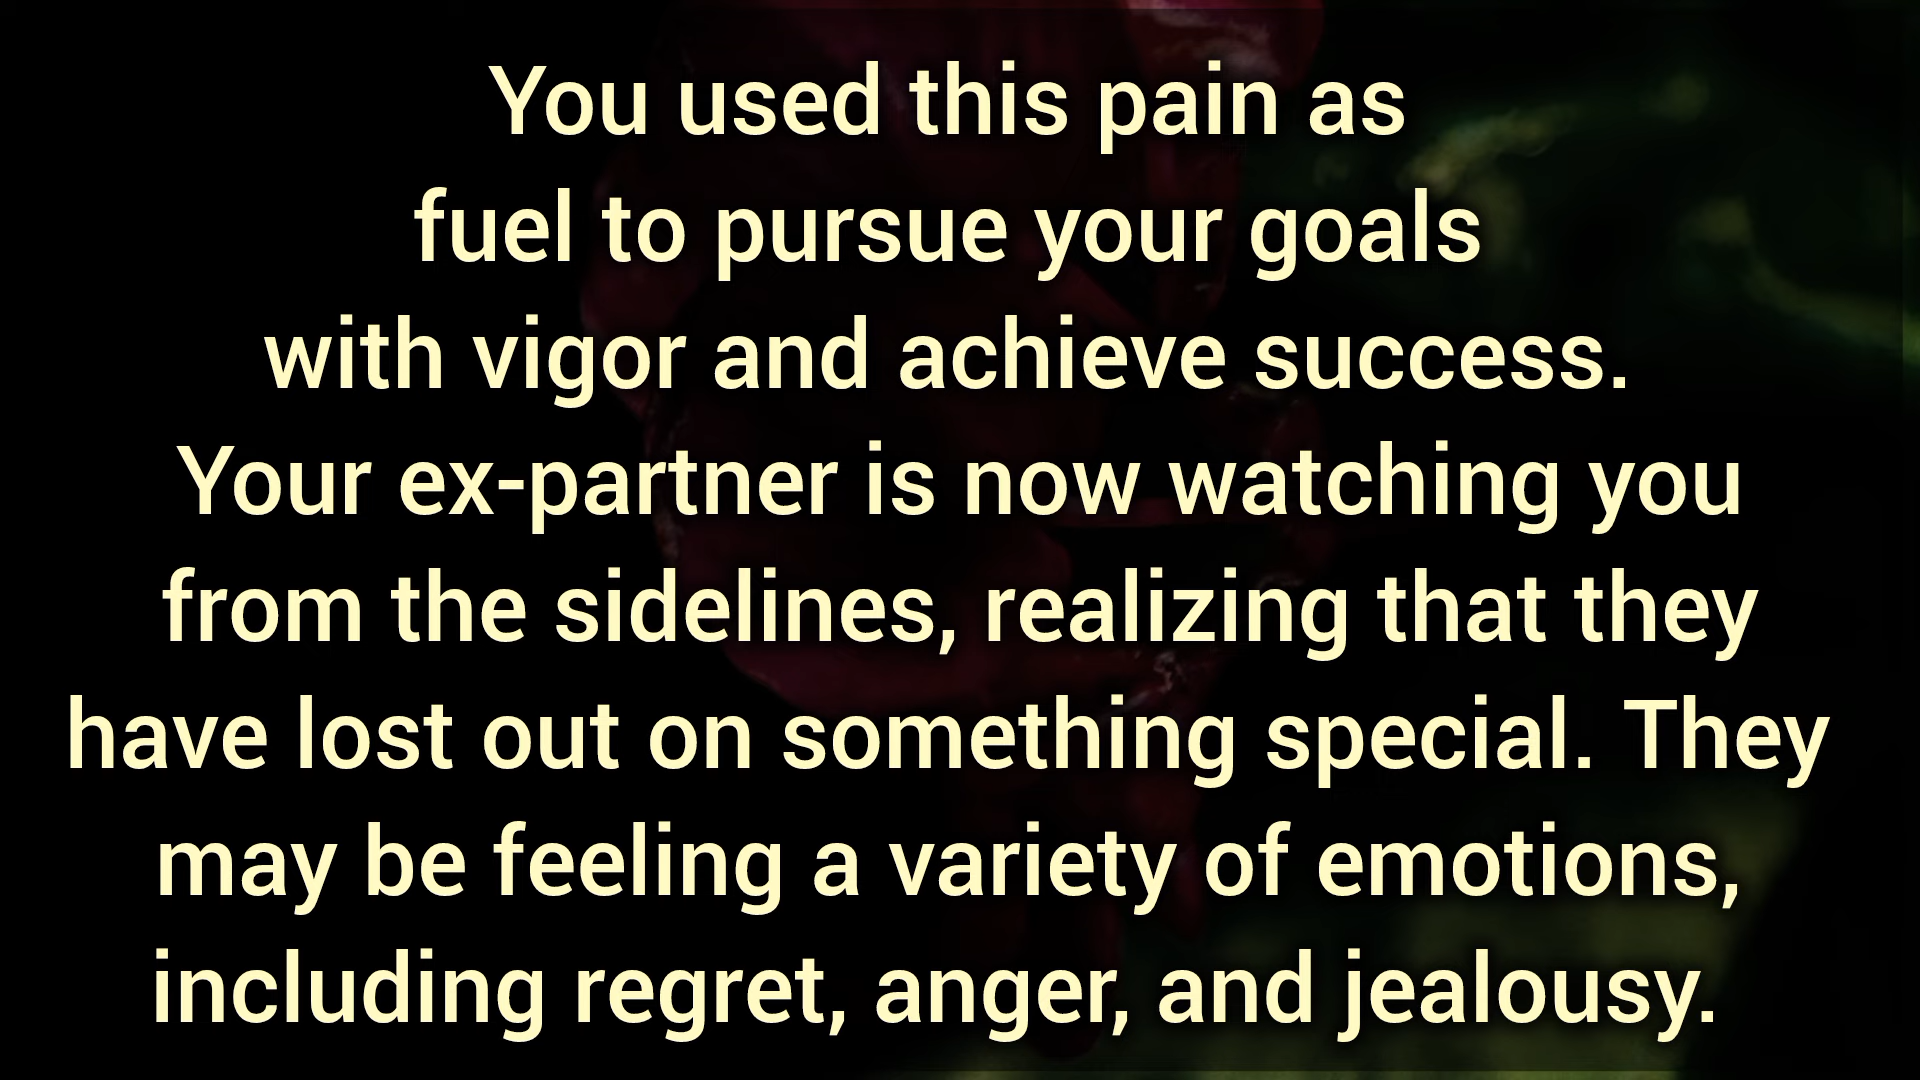 You used this pain as
fuel to pursue your goals
with vigor and achieve success.
Your ex-partner is now watching you
from the sidelines, realizing that they
have lost out on something special. They
may be feeling a variety of emotions,
including regret, anger, and jealousy.